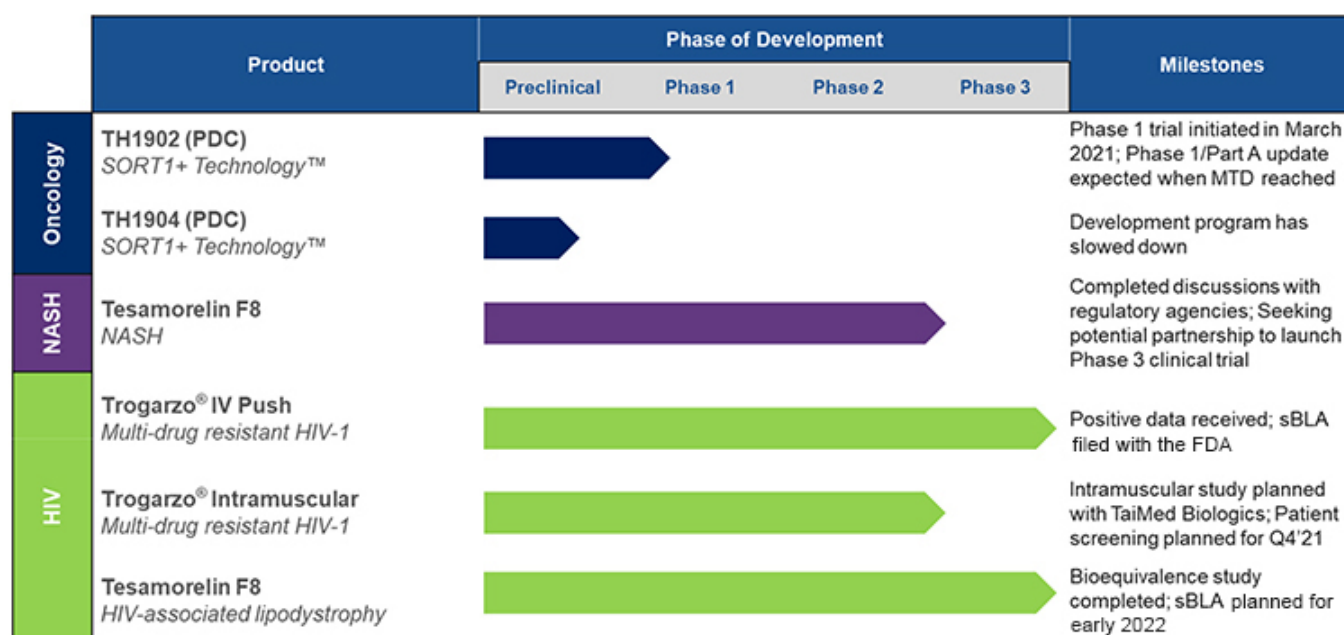 Product
Phase of Development
Milestones
Preclinical
Phase 1
Phase 2
Phase 3
Oncology
TH1902 (PDC)
SORT1+ Technology™
Phase 1 trial initiated in March
2021; Phase 1/Part A update
expected when MTD reached
TH1904 (PDC)
SORT1+ Technology™
Development program has
slowed down
NASH
Tesamorelin F8
NASH
Completed discussions with
regulatory agencies; Seeking
potential partnership to launch
Phase 3 clinical trial
HIV
Trogarzo® IV Push
Multi-drug resistant HIV-1
Positive data received; sBLA
filed with the FDA
Trogarzo® Intramuscular
Multi-drug resistant HIV-1
Intramuscular study planned
with TaiMed Biologics; Patient
screening planned for Q4'21
Tesamorelin F8
HIV-associated lipodystrophy
Bioequivalence study
completed; sBLA planned for
early 2022